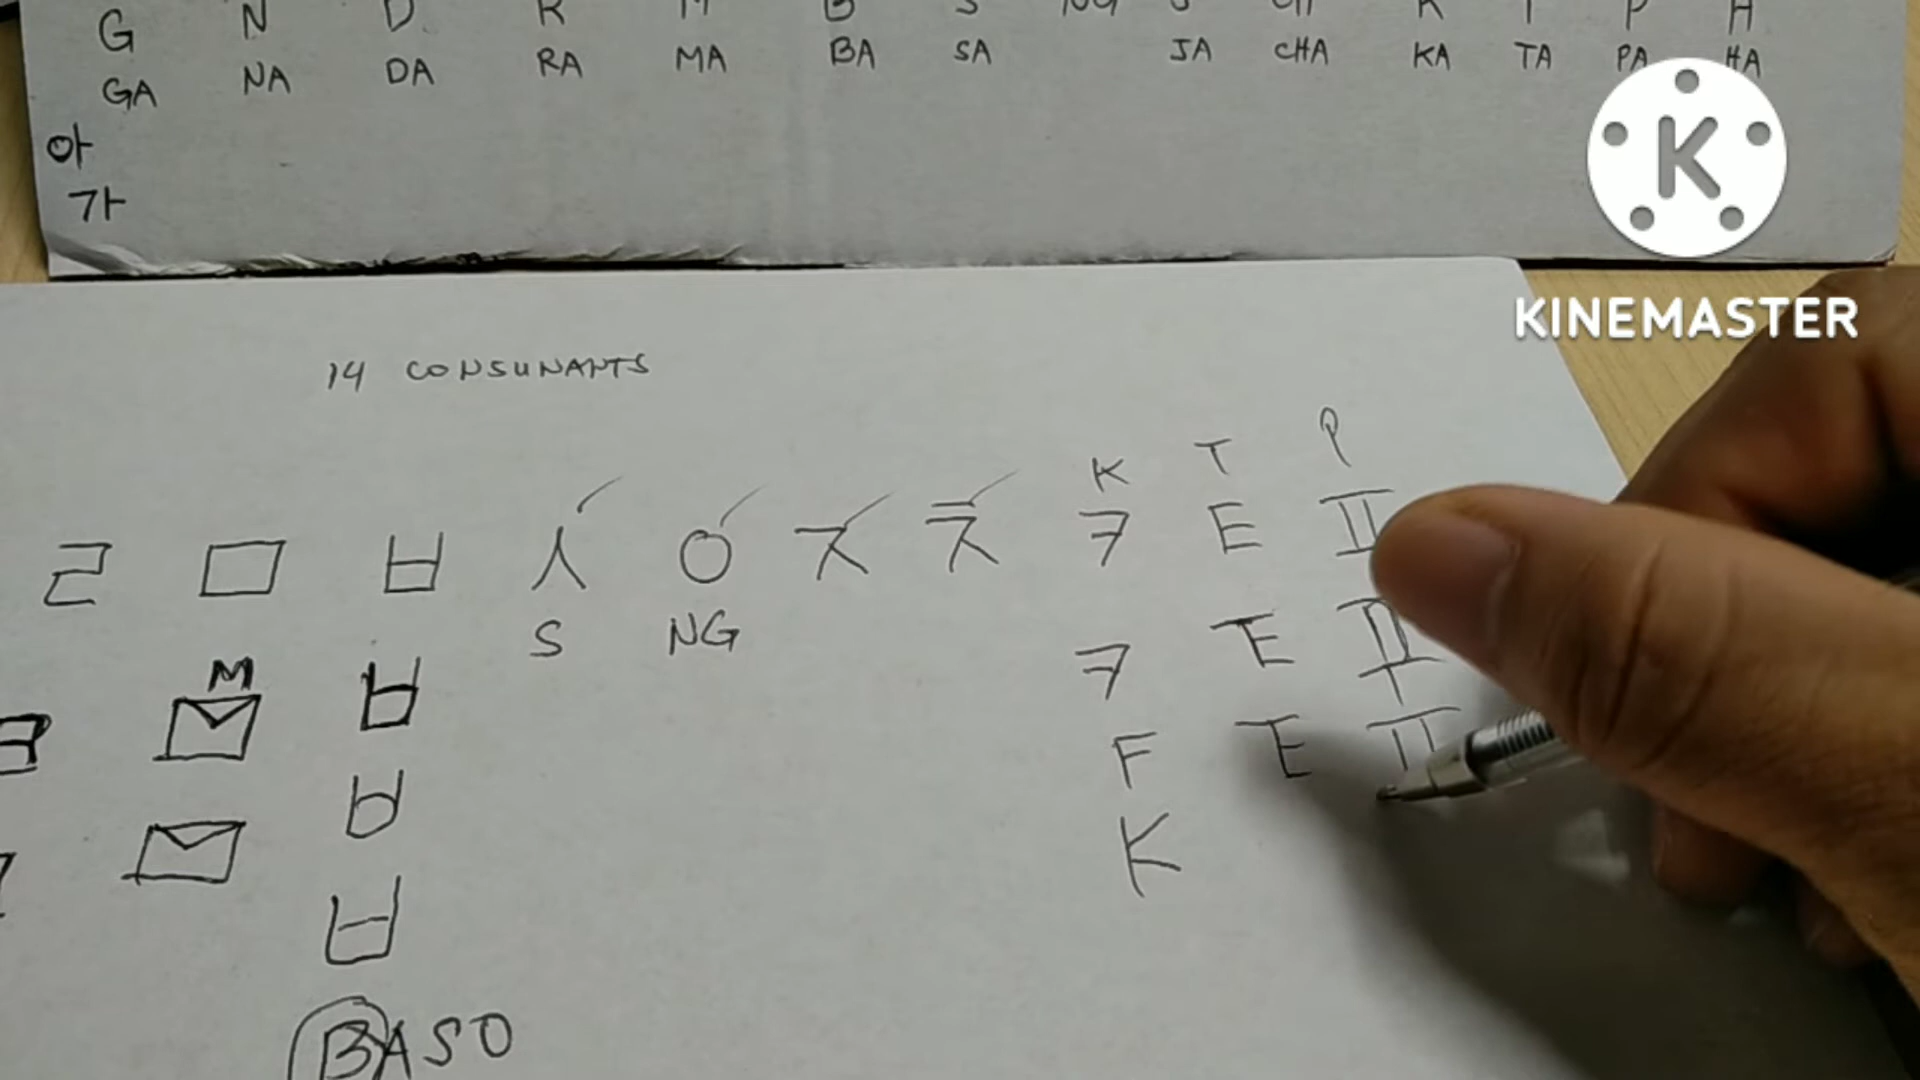 G N D R M B S NG J CH K T P H
GA NA DA RA MA BA SA JA CHA KA TA PA HA
아
가
KINEMASTER
14 CONSUNANTS
K T P
ㄹ ㅁ ㅂ ㅅ ㅇ ㅈ ㅊ ㅋ ㅌ ㅍ
S NG
ㅋ ㅌ ㅍ
M ㅂ
F E
ㅂ
K
ㅂ
BASO